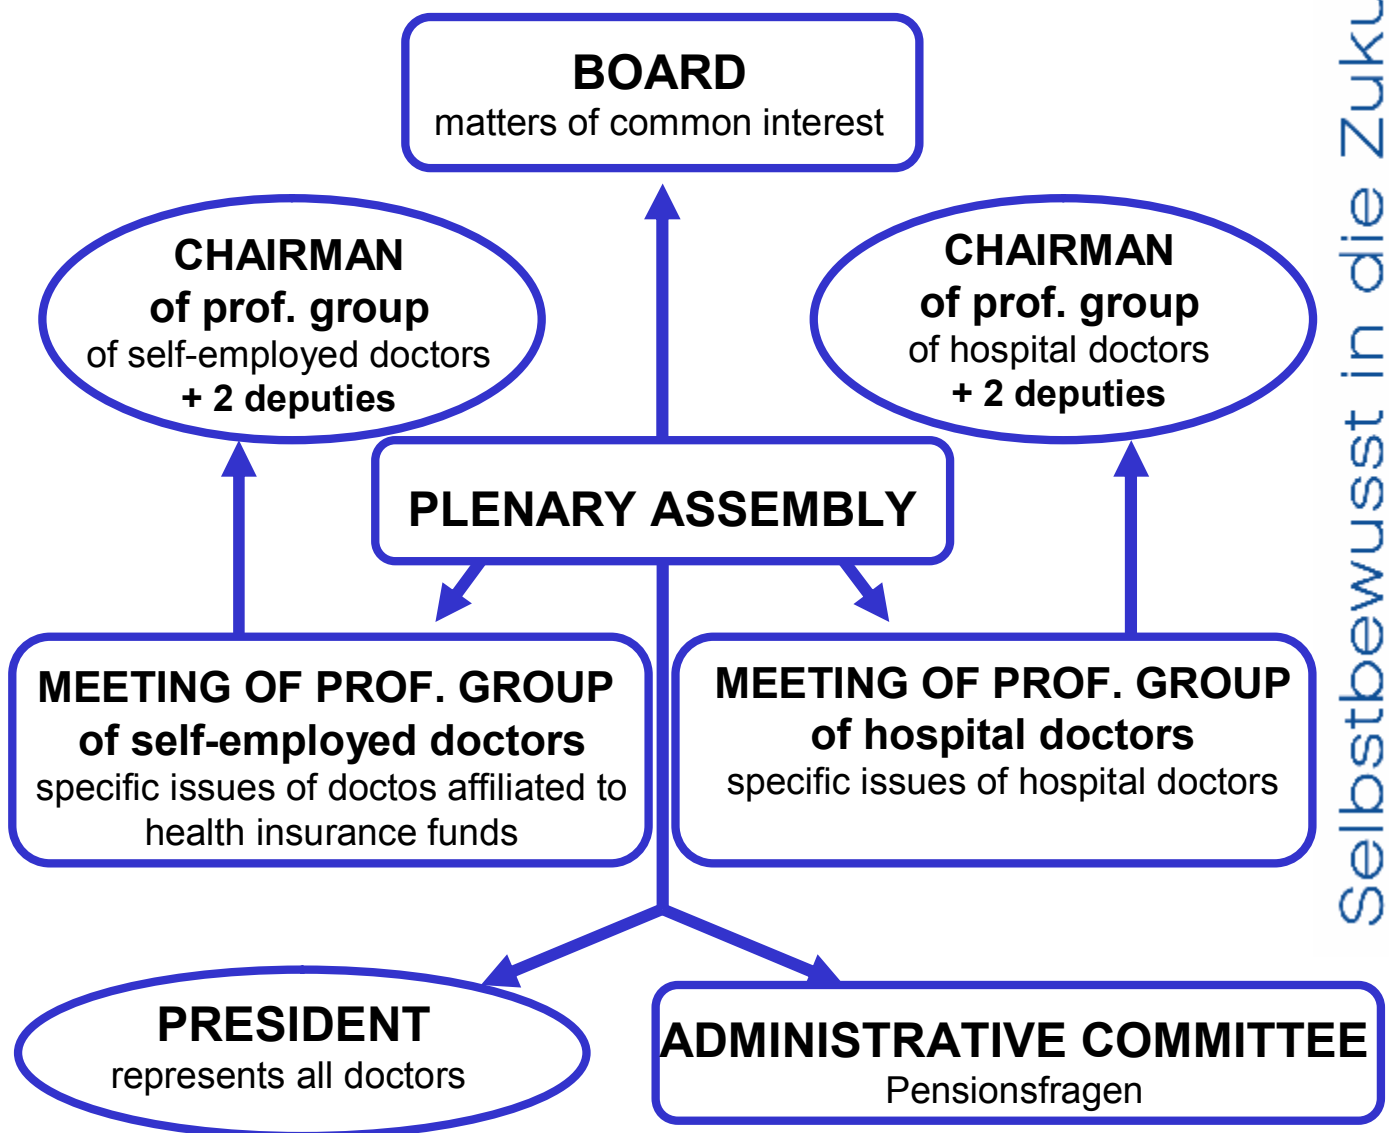 BOARD
matters of common interest
CHAIRMAN
of prof. group
of self-employed doctors
+ 2 deputies
CHAIRMAN
of prof. group
of hospital doctors
+ 2 deputies
PLENARY ASSEMBLY
MEETING OF PROF. GROUP
of self-employed doctors
specific issues of doctos affiliated to
health insurance funds
MEETING OF PROF. GROUP
of hospital doctors
specific issues of hospital doctors
PRESIDENT
represents all doctors
ADMINISTRATIVE COMMITTEE
Pensionsfragen
Selbstbewusst in die